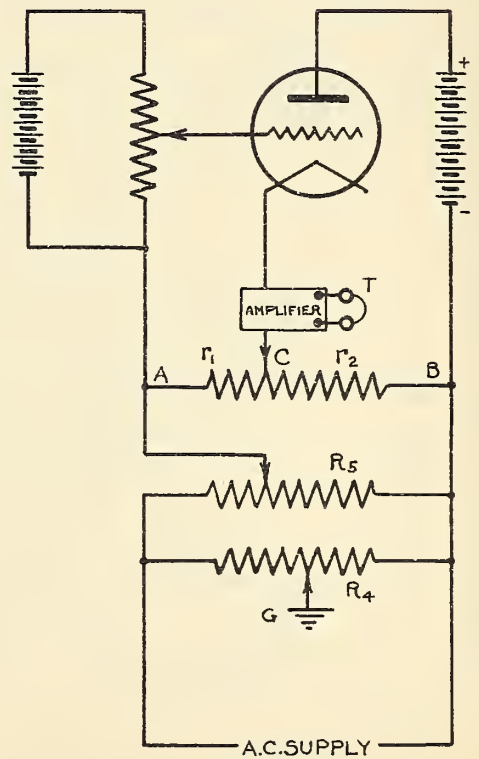 +
-
T
AMPLIFIER
r₁ C r₂
A B
R₅
R₄
G
A.C. SUPPLY